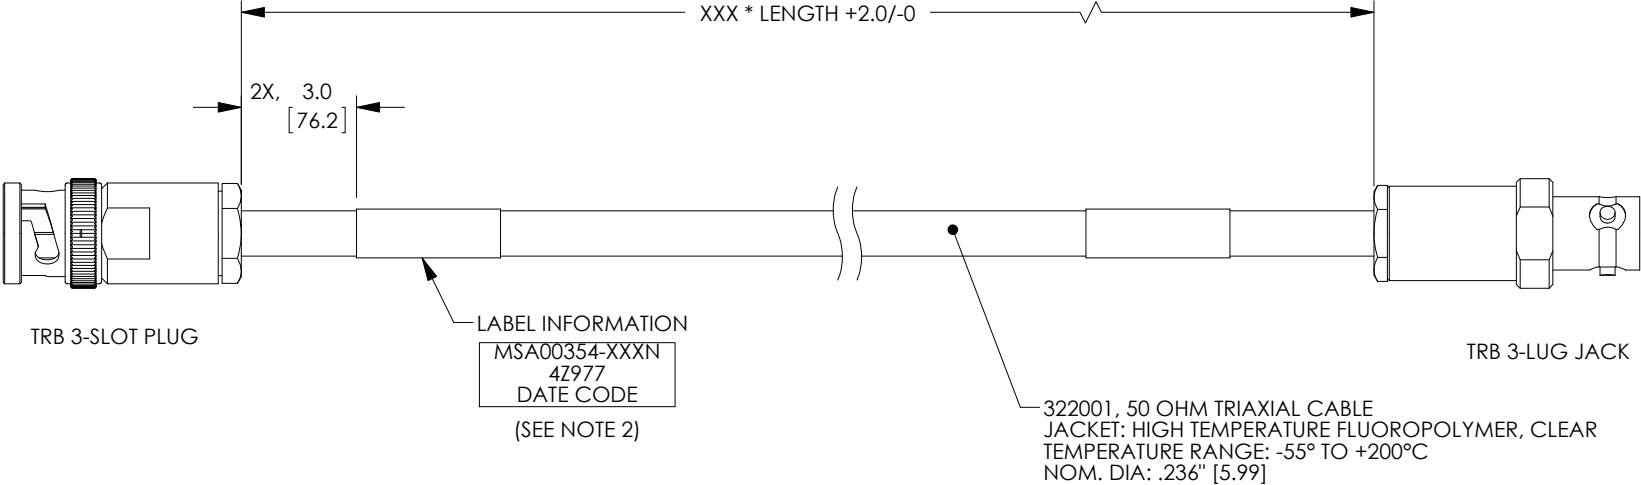 XXX * LENGTH +2.0/-0
2X, 3.0
[76.2]
TRB 3-SLOT PLUG
LABEL INFORMATION
MSA00354-XXXN
4Z977
DATE CODE
(SEE NOTE 2)
TRB 3-LUG JACK
322001, 50 OHM TRIAXIAL CABLE
JACKET: HIGH TEMPERATURE FLUOROPOLYMER, CLEAR
TEMPERATURE RANGE: -55° TO +200°C
NOM. DIA: .236" [5.99]